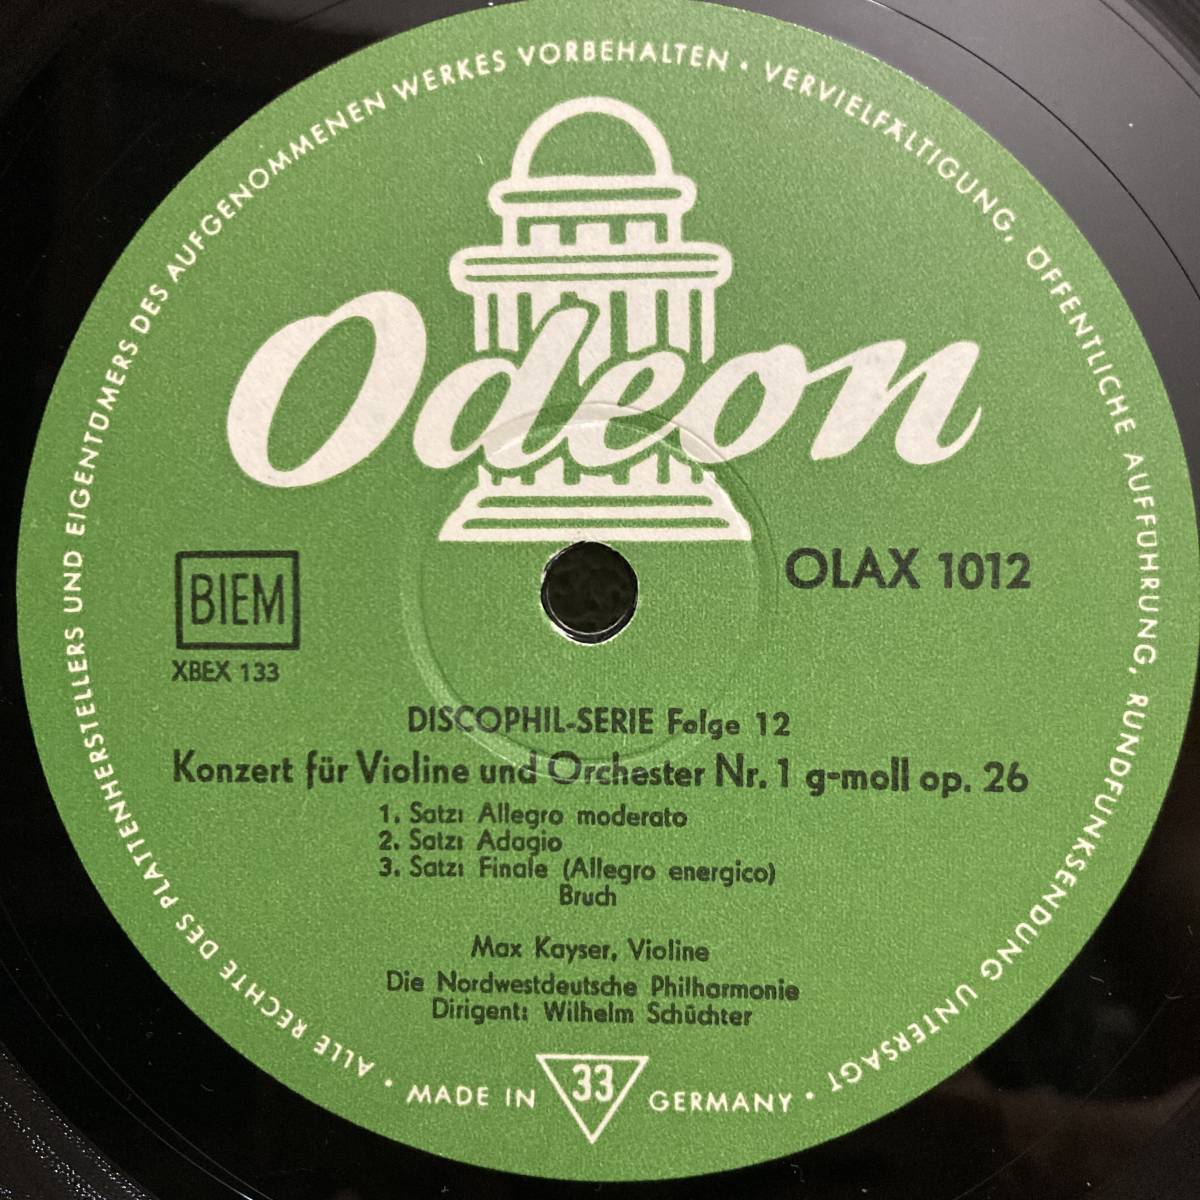 ALLE RECHTE DES PLATTENHERSTELLERS UND EIGENTÜMERS DES AUFGENOMMENEN WERKES VORBEHALTEN · VERVIELFÄLTIGUNG, ÖFFENTLICHE AUFFÜHRUNG, RUNDFUNKSENDUNG UNTERSAGT ·
Odeon
BIEM
OLAX 1012
XBEX 133
DISCOPHIL-SERIE Folge 12
Konzert für Violine und Orchester Nr. 1 g-moll op. 26
1. Satz: Allegro moderato
2. Satz: Adagio
3. Satz: Finale (Allegro energico)
Bruch
Max Kayser, Violine
Die Nordwestdeutsche Philharmonie
Dirigent: Wilhelm Schüchter
· MADE IN 33 GERMANY ·